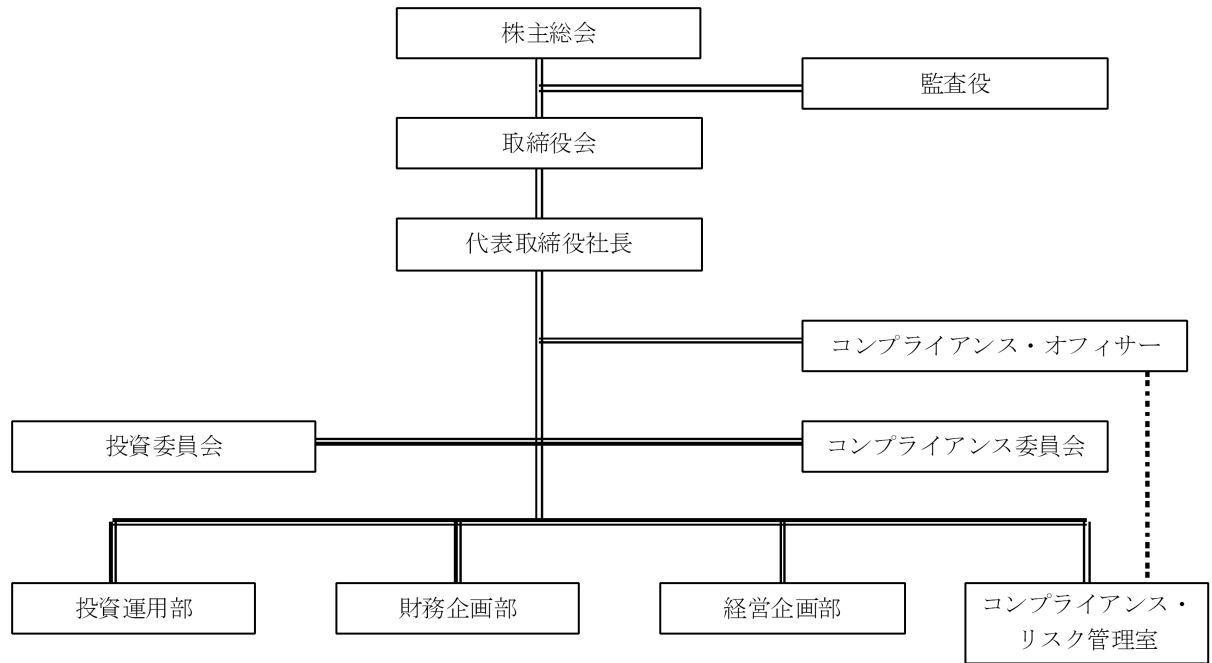 株主総会
監査役
取締役会
代表取締役社長
コンプライアンス・オフィサー
投資委員会
コンプライアンス委員会
投資運用部
財務企画部
経営企画部
コンプライアンス・
リスク管理室